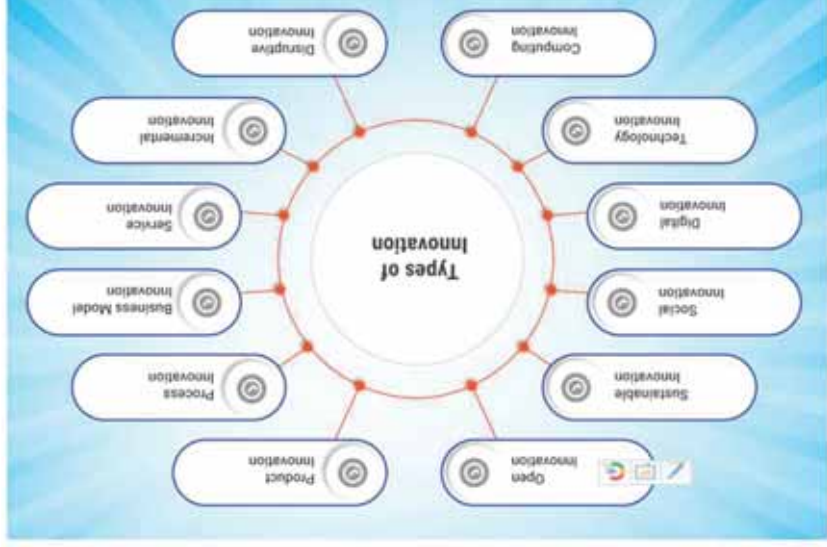 Types of
Innovation
Open
Innovation
Sustainable
Innovation
Social
Innovation
Digital
Innovation
Technology
Innovation
Computing
Innovation
Product
Innovation
Process
Innovation
Business Model
Innovation
Service
Innovation
Incremental
Innovation
Disruptive
Innovation